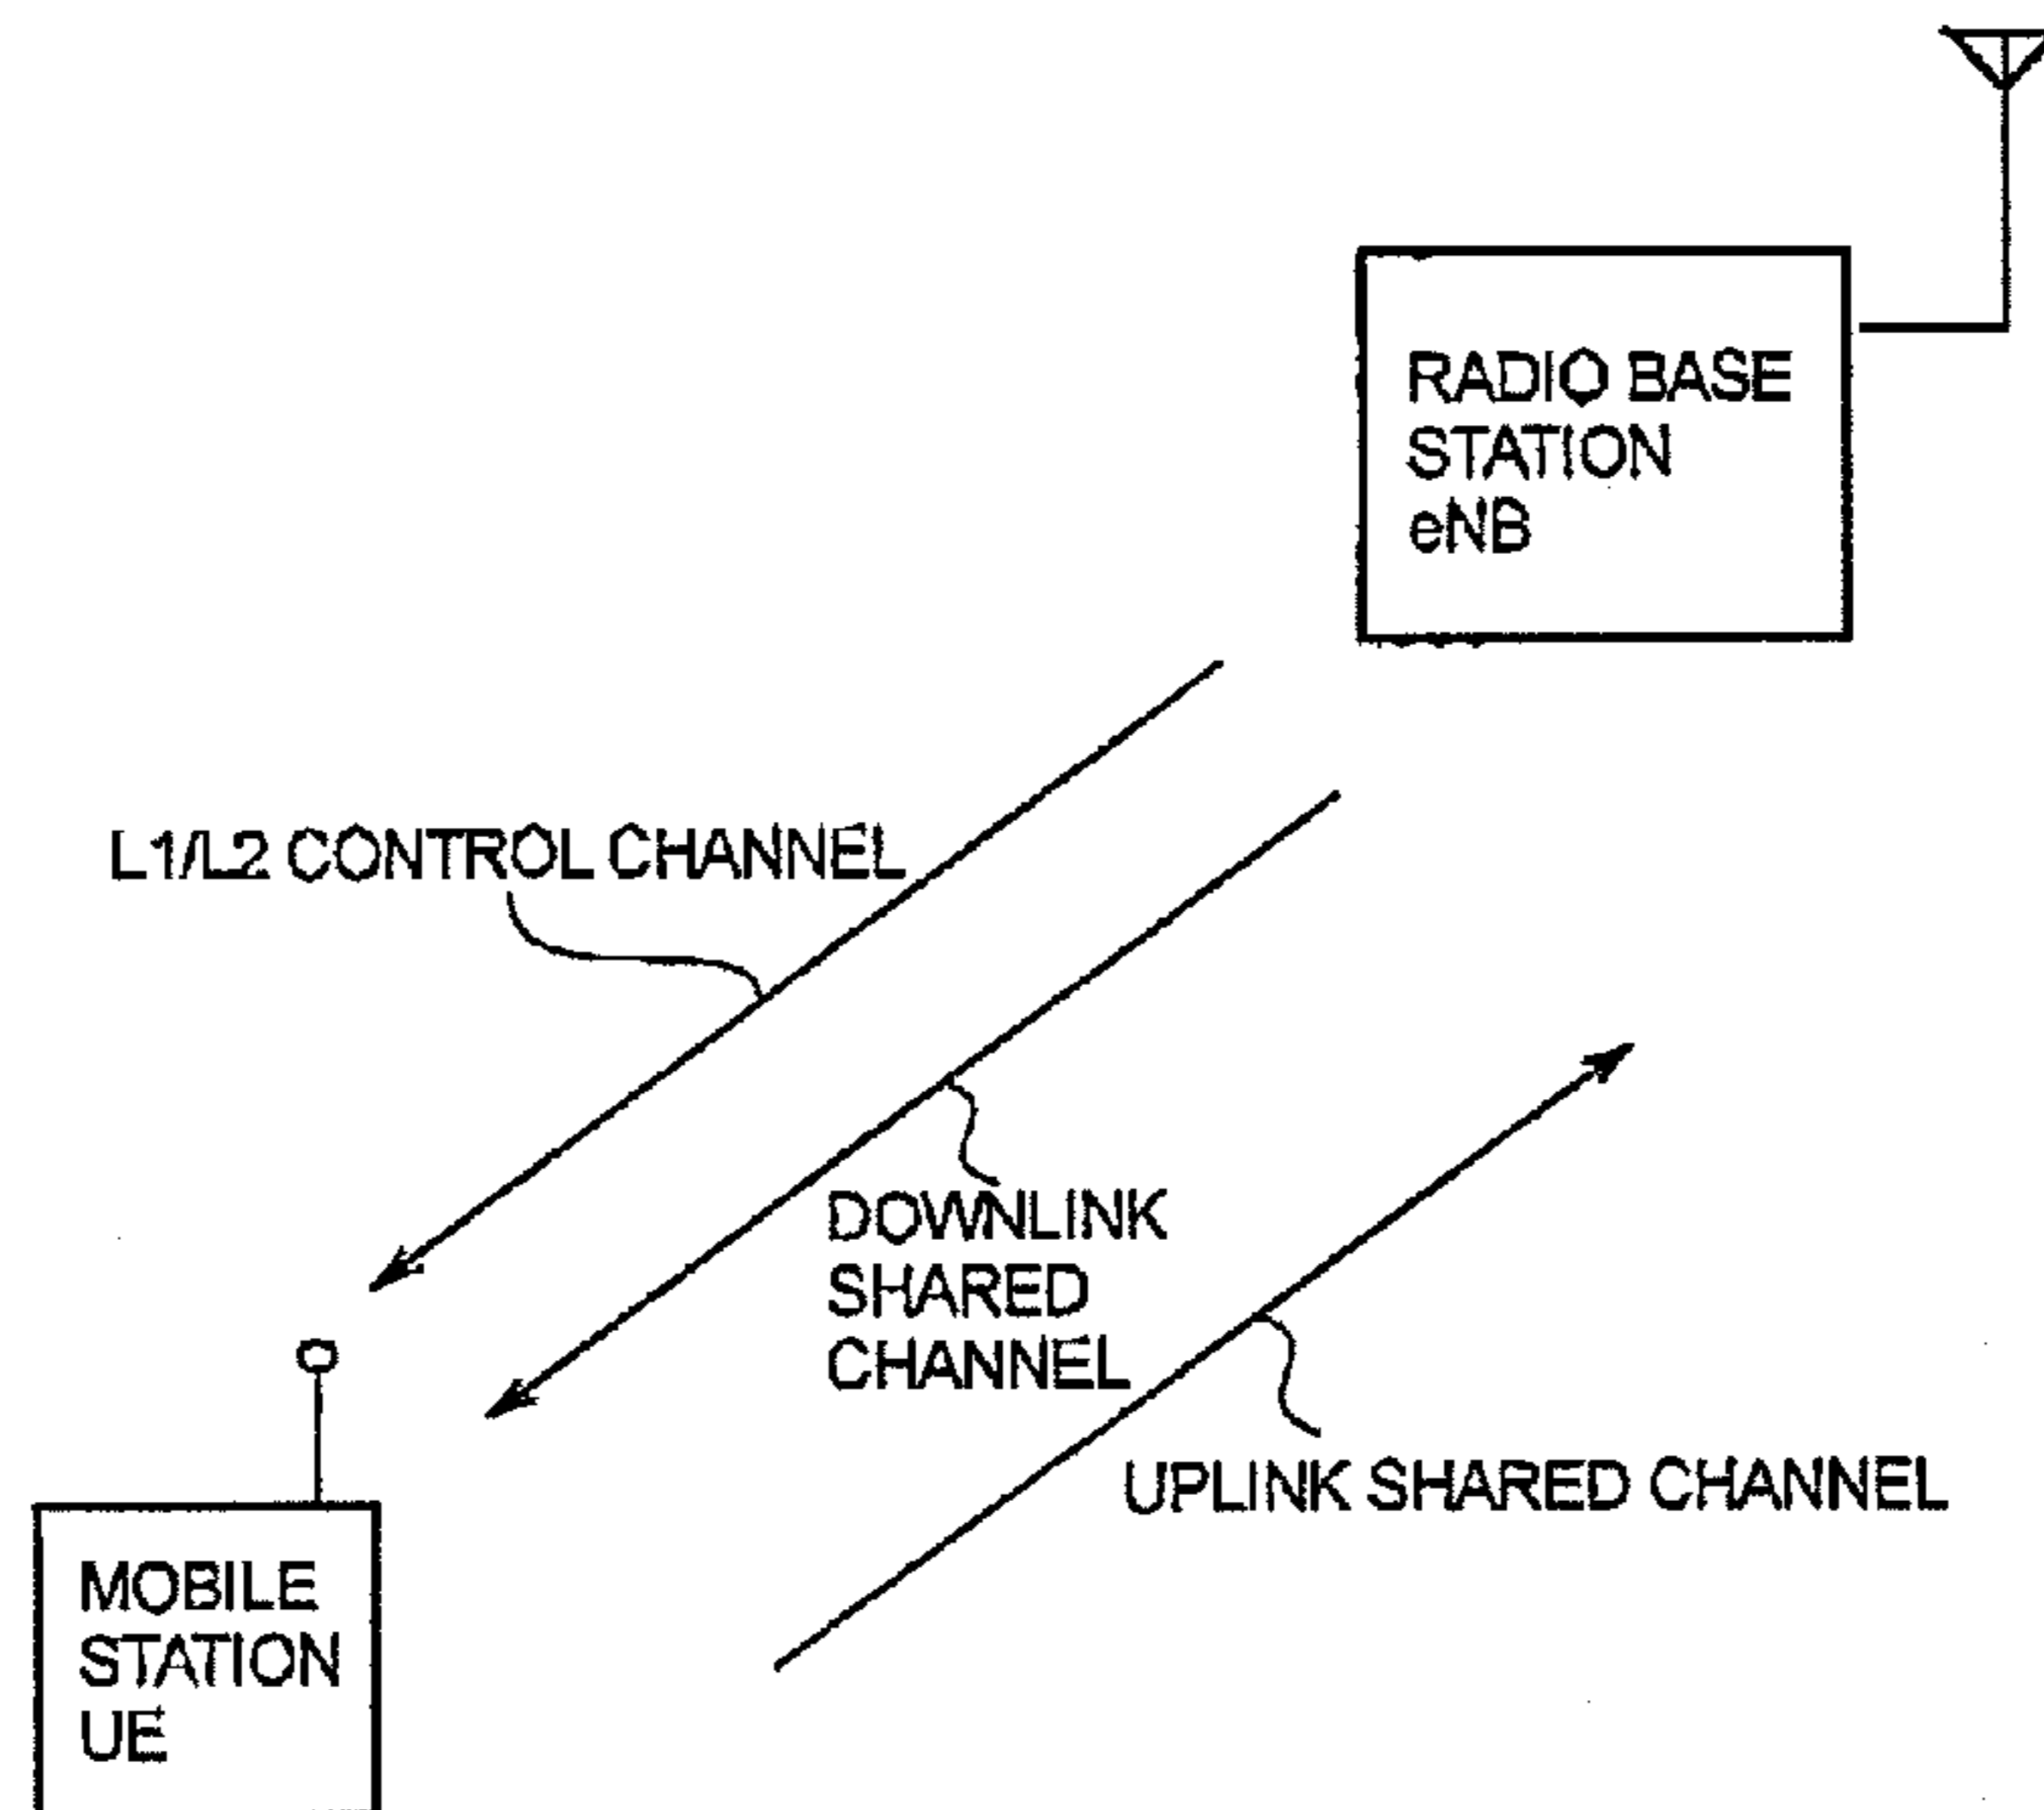 RADIO BASE
STATION
eNB
L1/L2 CONTROL CHANNEL
DOWNLINK
SHARED
CHANNEL
UPLINK SHARED CHANNEL
MOBILE
STATION
UE